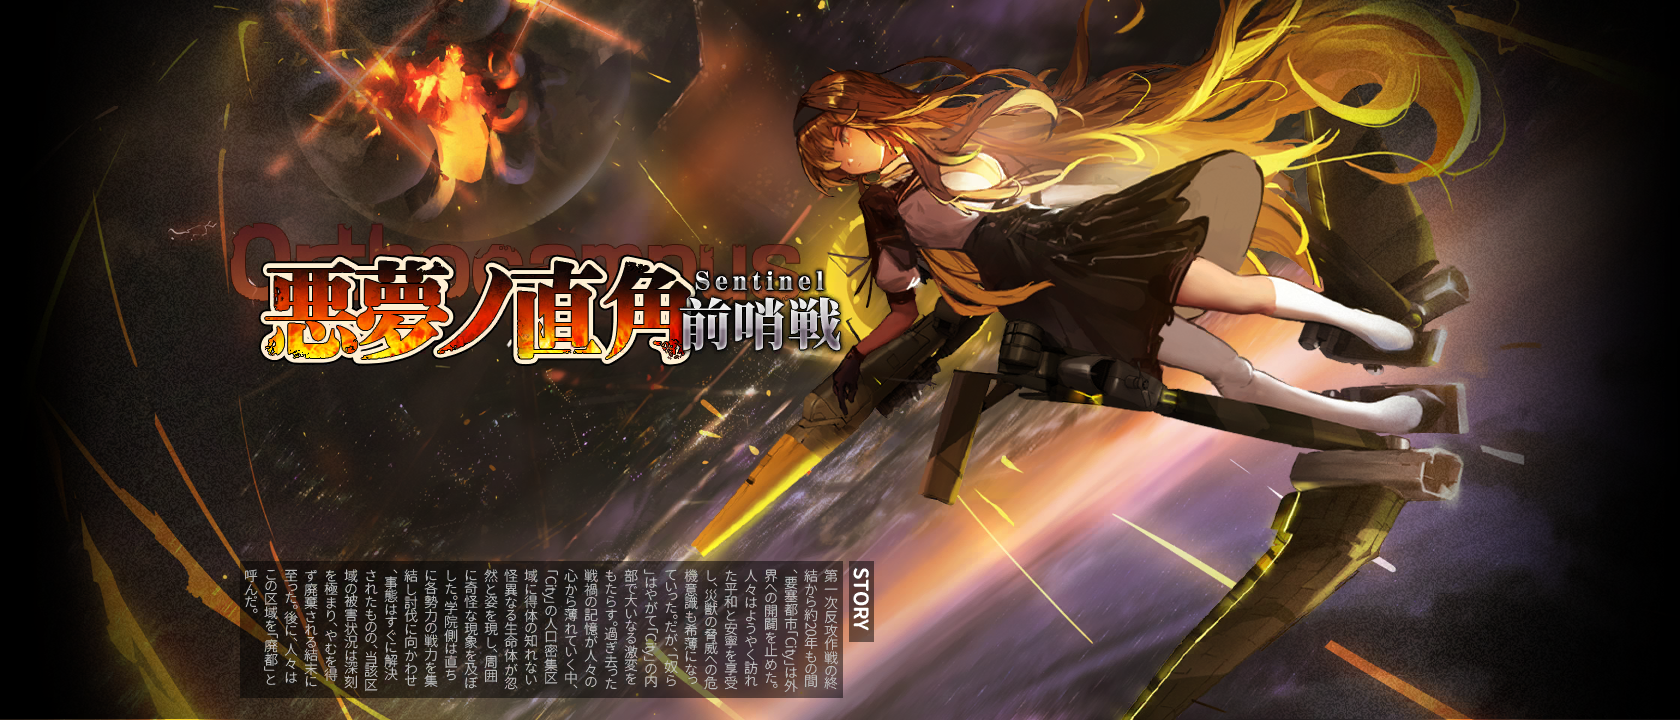 Orthocampus
悪夢ノ直角
Sentinel
前哨戦
STORY
第一次反攻作戦の終
結から約20年もの間
、要塞都市「City」は外
界への開闢を止めた。
人々はようやく訪れ
た平和と安寧を享受
し、災獣の脅威への危
機意識も希薄になっ
ていった。だが、「奴ら
」はやがて「City」の内
部で大いなる激変を
もたらす。過ぎ去った
戦禍の記憶が人々の
心から薄れていく中、
「City」の人口密集区
域に得体の知れない
怪異なる生命体が忽
然と姿を現し、周囲
に奇怪な現象を及ぼ
した。学院側は直ち
に各勢力の戦力を集
結し討伐に向かわせ
、事態はすぐに解決
されたものの、当該区
域の被害状況は深刻
を極まり、やむを得
ず廃棄される結末に
至った。後に、人々は
この区域を「廃都」と
呼んだ。